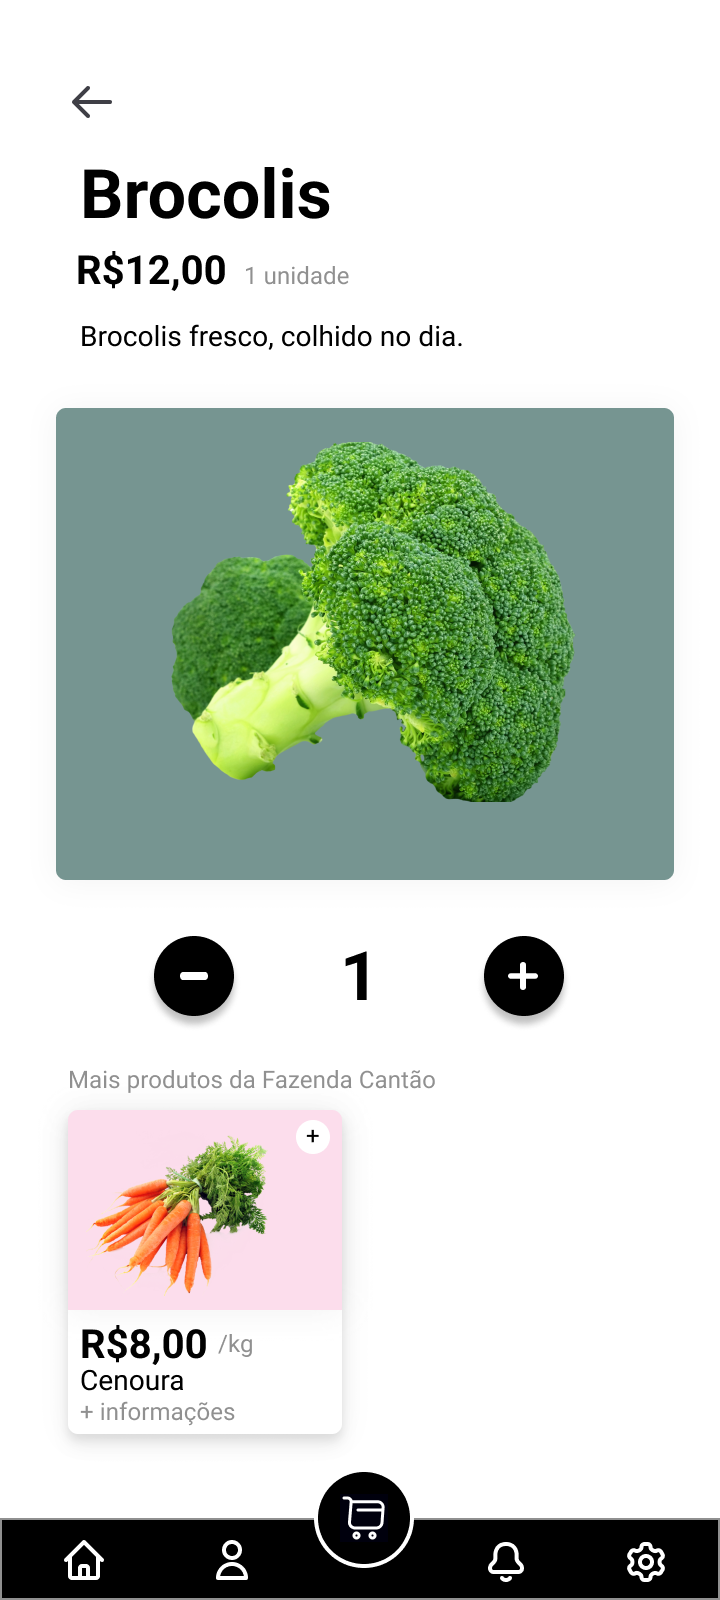 Brocolis
R$12,00 1 unidade
Brocolis fresco, colhido no dia.
1
Mais produtos da Fazenda Cantão
+
R$8,00 /kg
Cenoura
+ informações